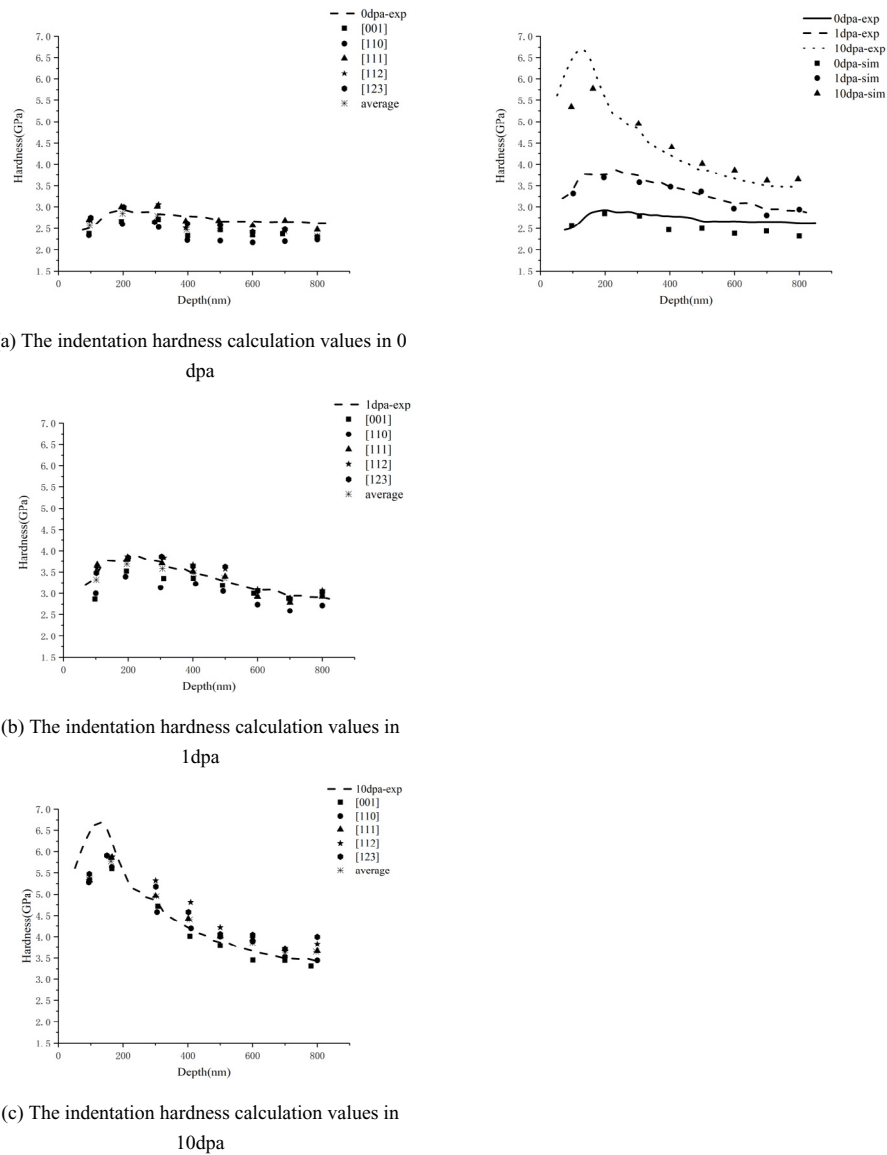 0dpa-exp
[001]
[110]
[111]
[112]
[123]
average
7.0
6.5
6.0
5.5
5.0
4.5
4.0
3.5
3.0
2.5
2.0
1.5
Hardness(GPa)
0 200 400 600 800
Depth(nm)
a) The indentation hardness calculation values in 0
dpa
0dpa-exp
1dpa-exp
10dpa-exp
0dpa-sim
1dpa-sim
10dpa-sim
7.0
6.5
6.0
5.5
5.0
4.5
4.0
3.5
3.0
2.5
2.0
1.5
Hardness(GPa)
0 200 400 600 800
Depth(nm)
1dpa-exp
[001]
[110]
[111]
[112]
[123]
average
7.0
6.5
6.0
5.5
5.0
4.5
4.0
3.5
3.0
2.5
2.0
1.5
Hardness(GPa)
0 200 400 600 800
Depth(nm)
(b) The indentation hardness calculation values in
1dpa
10dpa-exp
[001]
[110]
[111]
[112]
[123]
average
7.0
6.5
6.0
5.5
5.0
4.5
4.0
3.5
3.0
2.5
2.0
1.5
Hardness(GPa)
0 200 400 600 800
Depth(nm)
(c) The indentation hardness calculation values in
10dpa